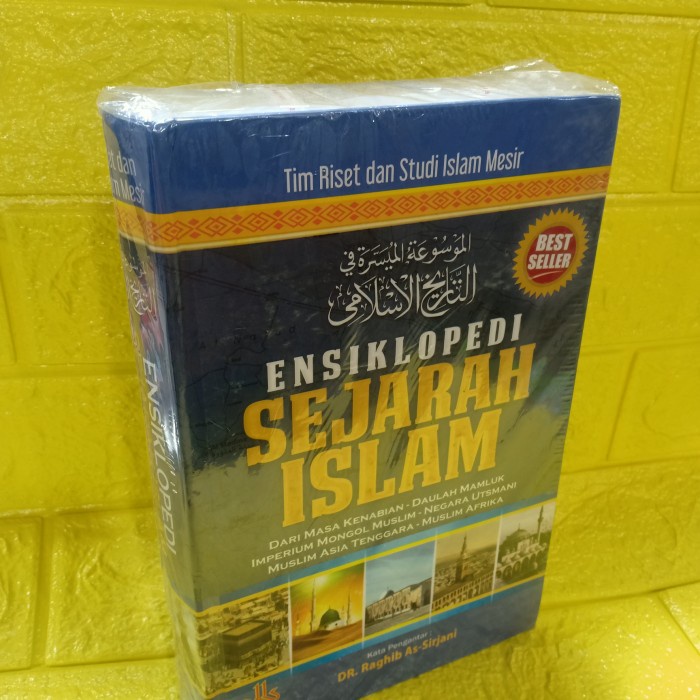 Tim Riset dan Studi Islam Mesir
الموسوعة الميسرة في
التاريخ الإسلامي
BEST
SELLER
ENSIKLOPEDI
SEJARAH
ISLAM
DARI MASA KENABIAN - DAULAH MAMLUK
IMPERIUM MONGOL MUSLIM - NEGARA UTSMANI
MUSLIM ASIA TENGGARA - MUSLIM AFRIKA
Kata Pengantar :
DR. Raghib As-Sirjani
dan
Mesir
ENSIKLOPEDI